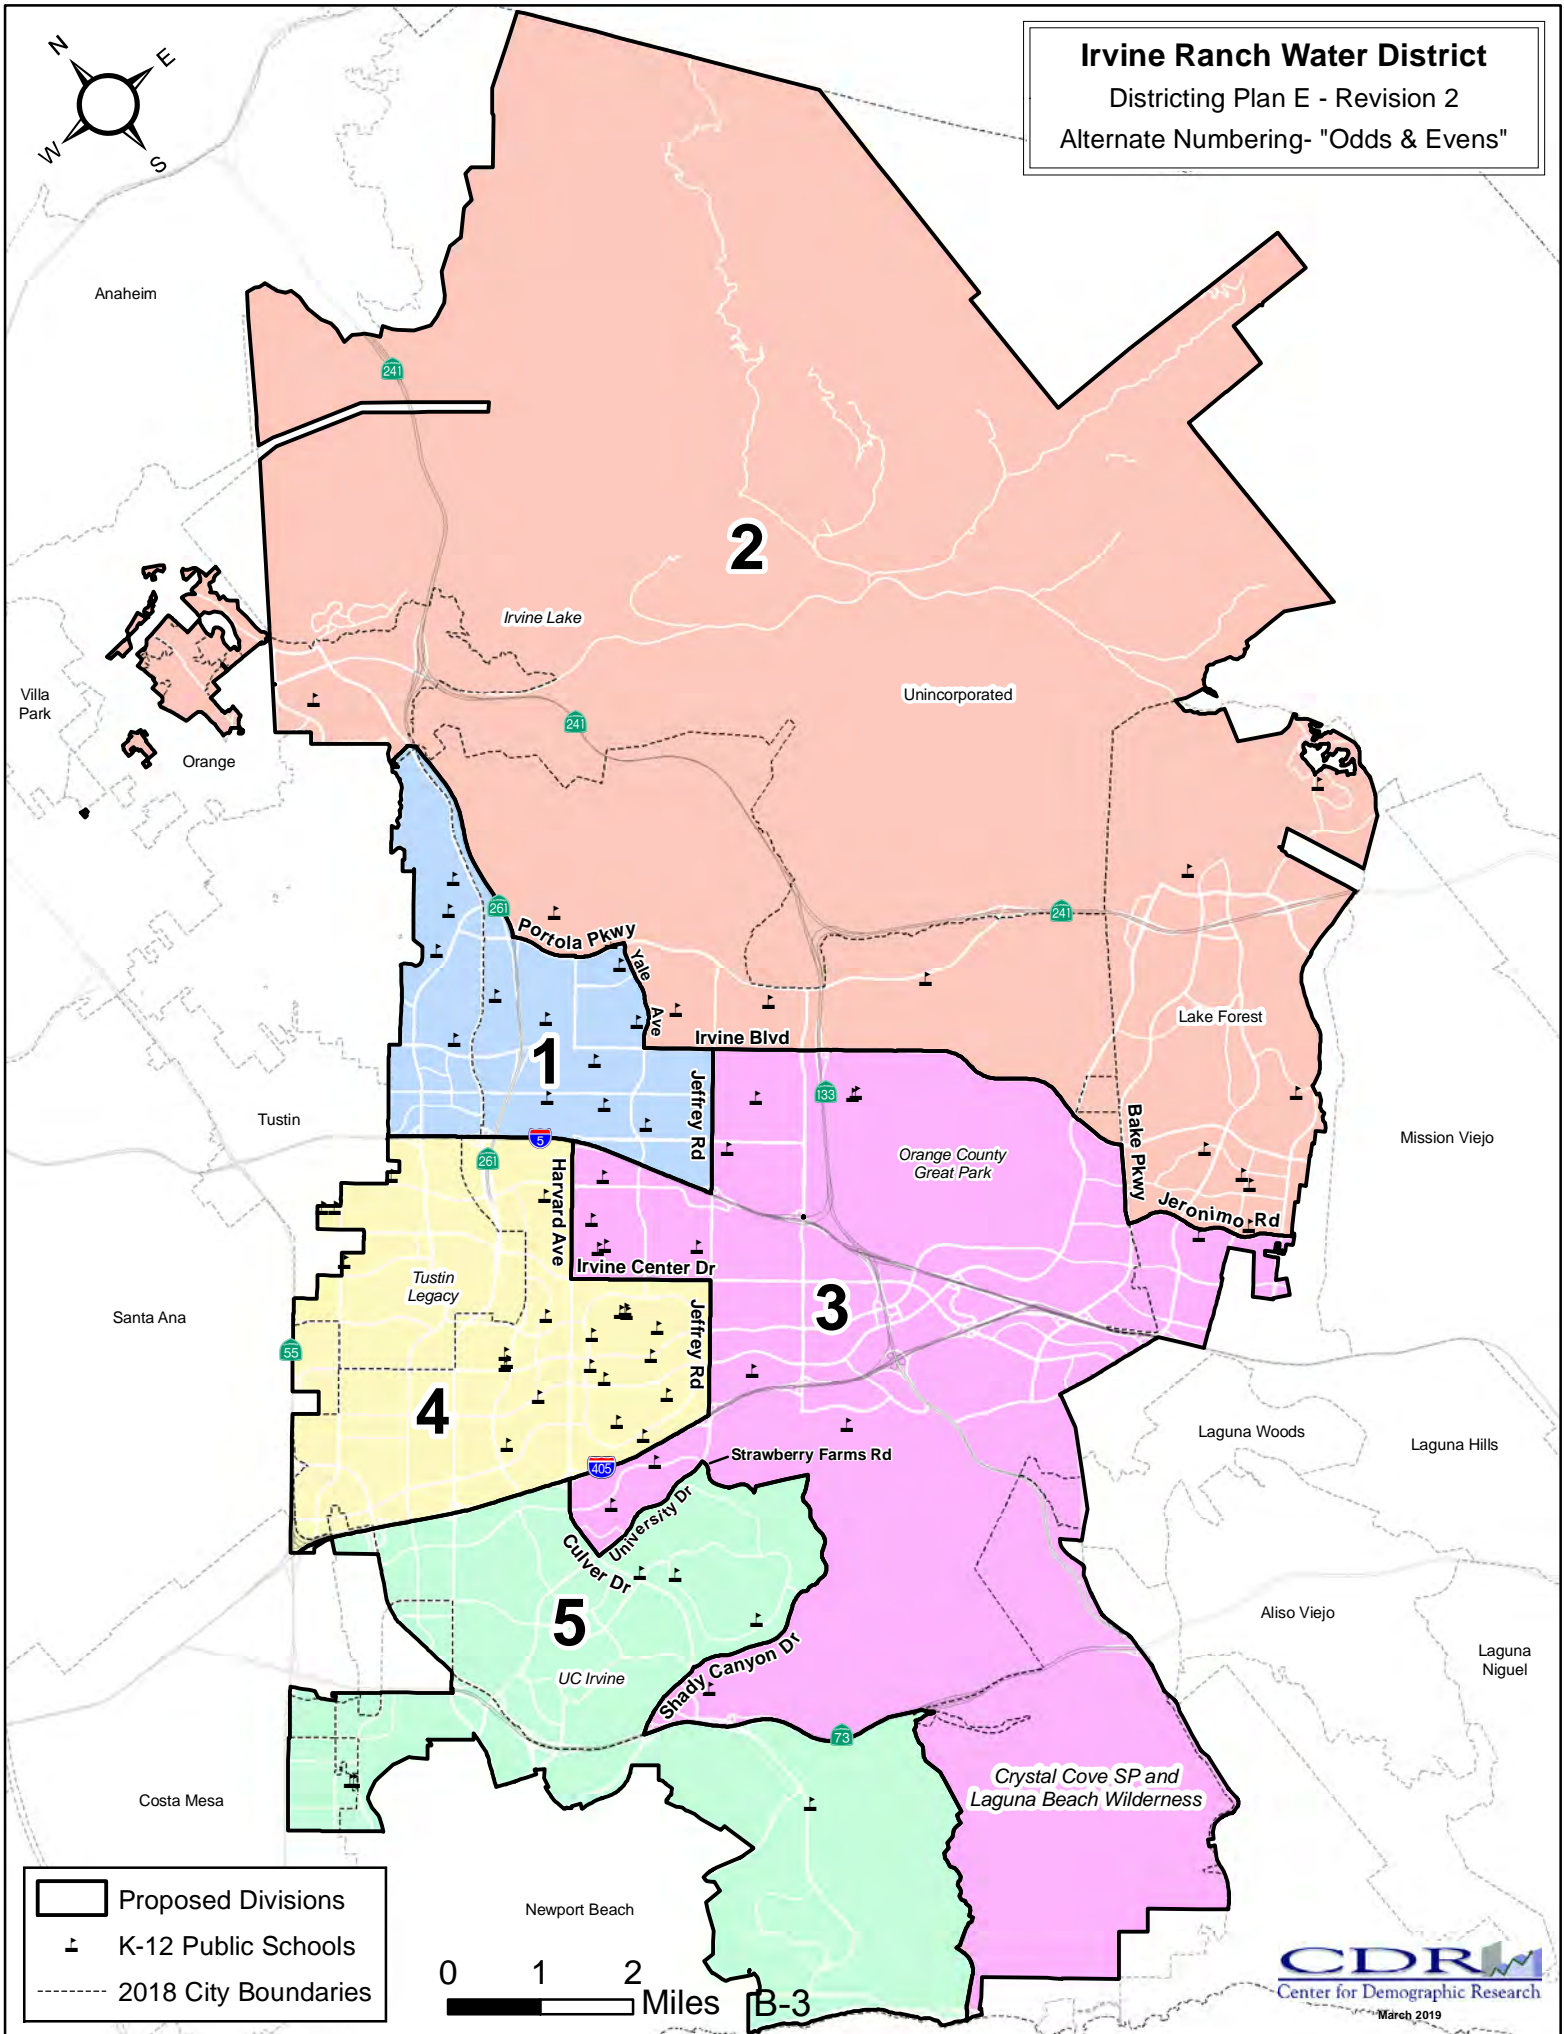 N
E
W
S
Irvine Ranch Water District
Districting Plan E - Revision 2
Alternate Numbering- "Odds & Evens"
Anaheim
241
2
Irvine Lake
Unincorporated
Villa
Park
241
Orange
261
241
Portola Pkwy
Yale
Ave
Irvine Blvd
Lake Forest
1
Jeffrey Rd
133
Tustin
5
Bake Pkwy
Mission Viejo
261
Harvard Ave
Orange County
Great Park
Jeronimo Rd
Irvine Center Dr
Tustin
Legacy
3
Santa Ana
Jeffrey Rd
55
4
Laguna Woods
Laguna Hills
Strawberry Farms Rd
405
University Dr
Culver Dr
5
Aliso Viejo
Laguna
Niguel
UC Irvine
Shady Canyon Dr
73
Crystal Cove SP and
Laguna Beach Wilderness
Costa Mesa
Newport Beach
Proposed Divisions
K-12 Public Schools
2018 City Boundaries
0 1 2
Miles
B-3
CDR
Center for Demographic Research
March 2019